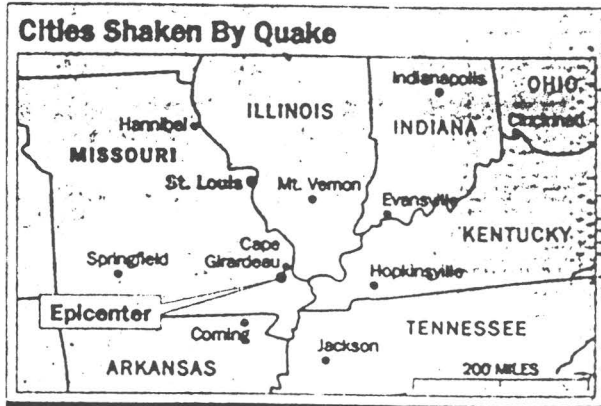 Cities Shaken By Quake
Indianapolis
OHIO
ILLINOIS
INDIANA
Cincinnati
Hannibal
MISSOURI
St. Louis
Mt. Vernon
Evansville
KENTUCKY
Cape
Girardeau
Springfield
Hopkinsville
Epicenter
Corning
TENNESSEE
Jackson
ARKANSAS
200 MILES